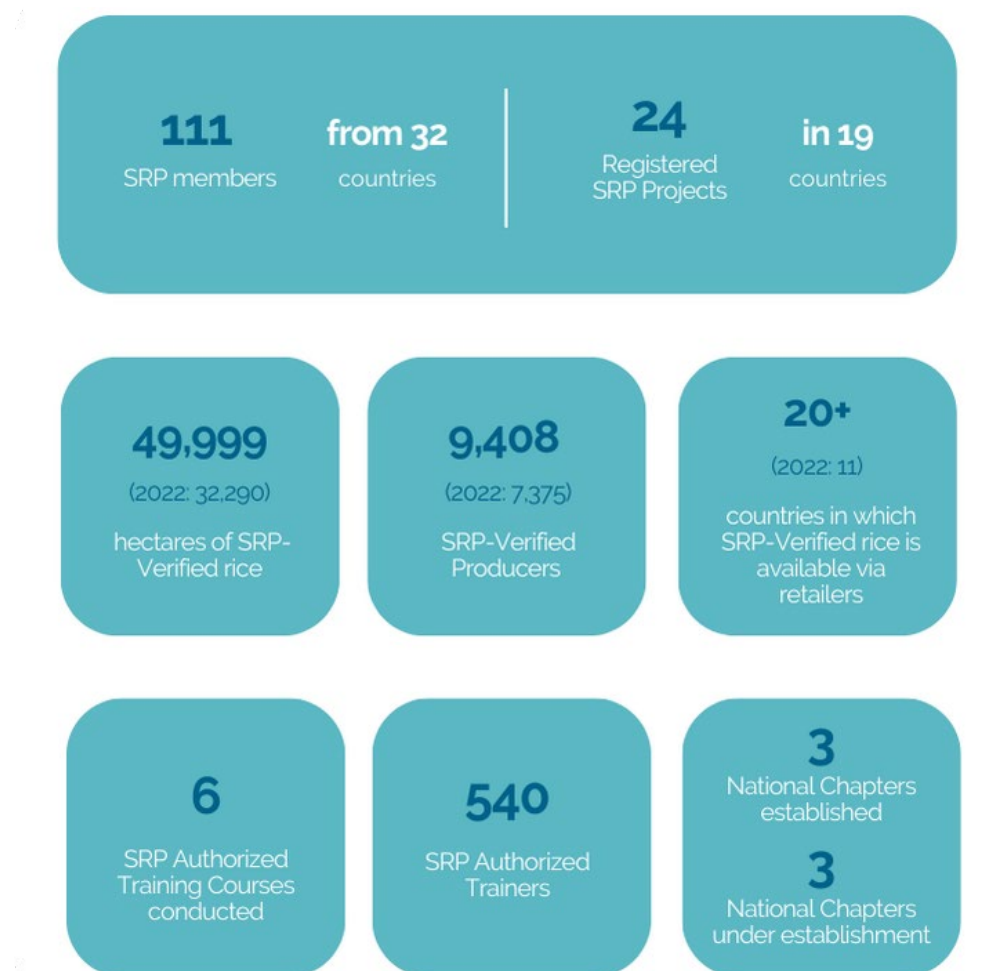 111
SRP members
from 32
countries
24
Registered
SRP Projects
in 19
countries
49,999
(2022: 32,290)
hectares of SRP-
Verified rice
9,408
(2022: 7,375)
SRP-Verified
Producers
20+
(2022: 11)
countries in which
SRP-Verified rice is
available via
retailers
6
SRP Authorized
Training Courses
conducted
540
SRP Authorized
Trainers
3
National Chapters
established
3
National Chapters
under establishment